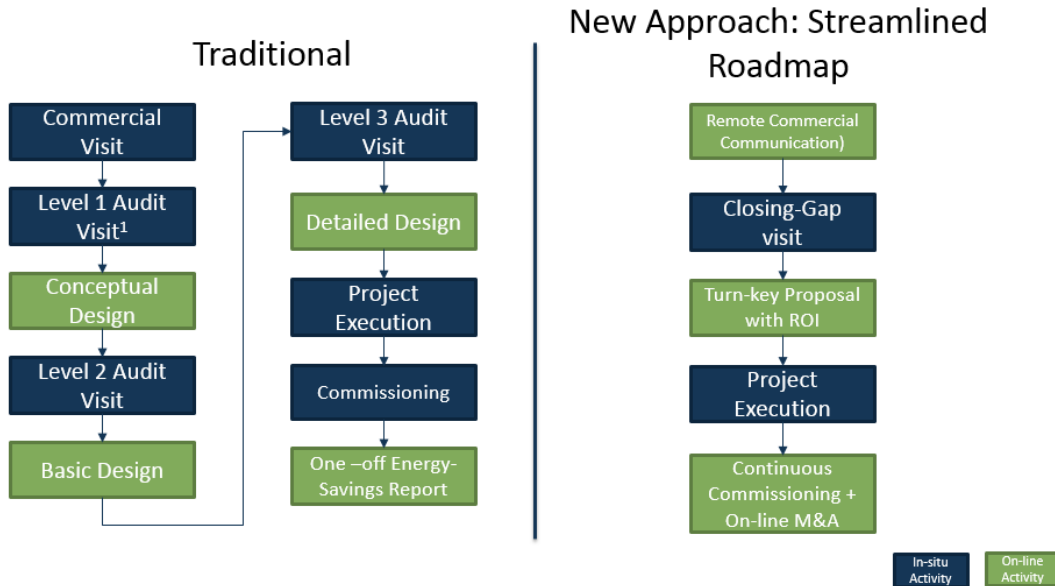 Traditional
Commercial
Visit
Level 1 Audit
Visit¹
Conceptual
Design
Level 2 Audit
Visit
Basic Design
Level 3 Audit
Visit
Detailed Design
Project
Execution
Commissioning
One –off Energy-
Savings Report
New Approach: Streamlined
Roadmap
Remote Commercial
Communication)
Closing-Gap
visit
Turn-key Proposal
with ROI
Project
Execution
Continuous
Commissioning +
On-line M&A
In-situ
Activity
On-line
Activity